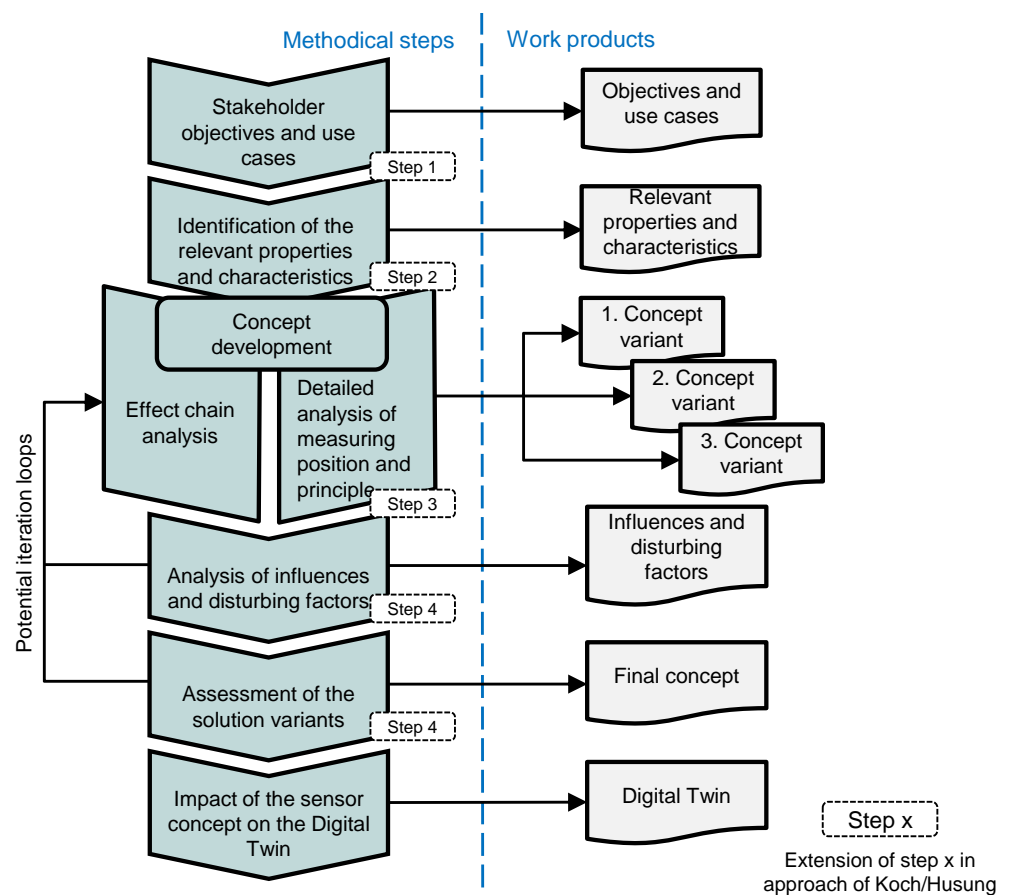 Methodical steps
Work products
Stakeholder
objectives and use
cases
Step 1
Objectives and
use cases
Identification of the
relevant properties
and characteristics
Step 2
Relevant
properties and
characteristics
Concept
development
Effect chain
analysis
Detailed
analysis of
measuring
position and
principle
Step 3
1. Concept
variant
2. Concept
variant
3. Concept
variant
Potential iteration loops
Analysis of influences
and disturbing factors
Step 4
Influences and
disturbing
factors
Assessment of the
solution variants
Step 4
Final concept
Impact of the sensor
concept on the Digital
Twin
Digital Twin
Step x
Extension of step x in
approach of Koch/Husung